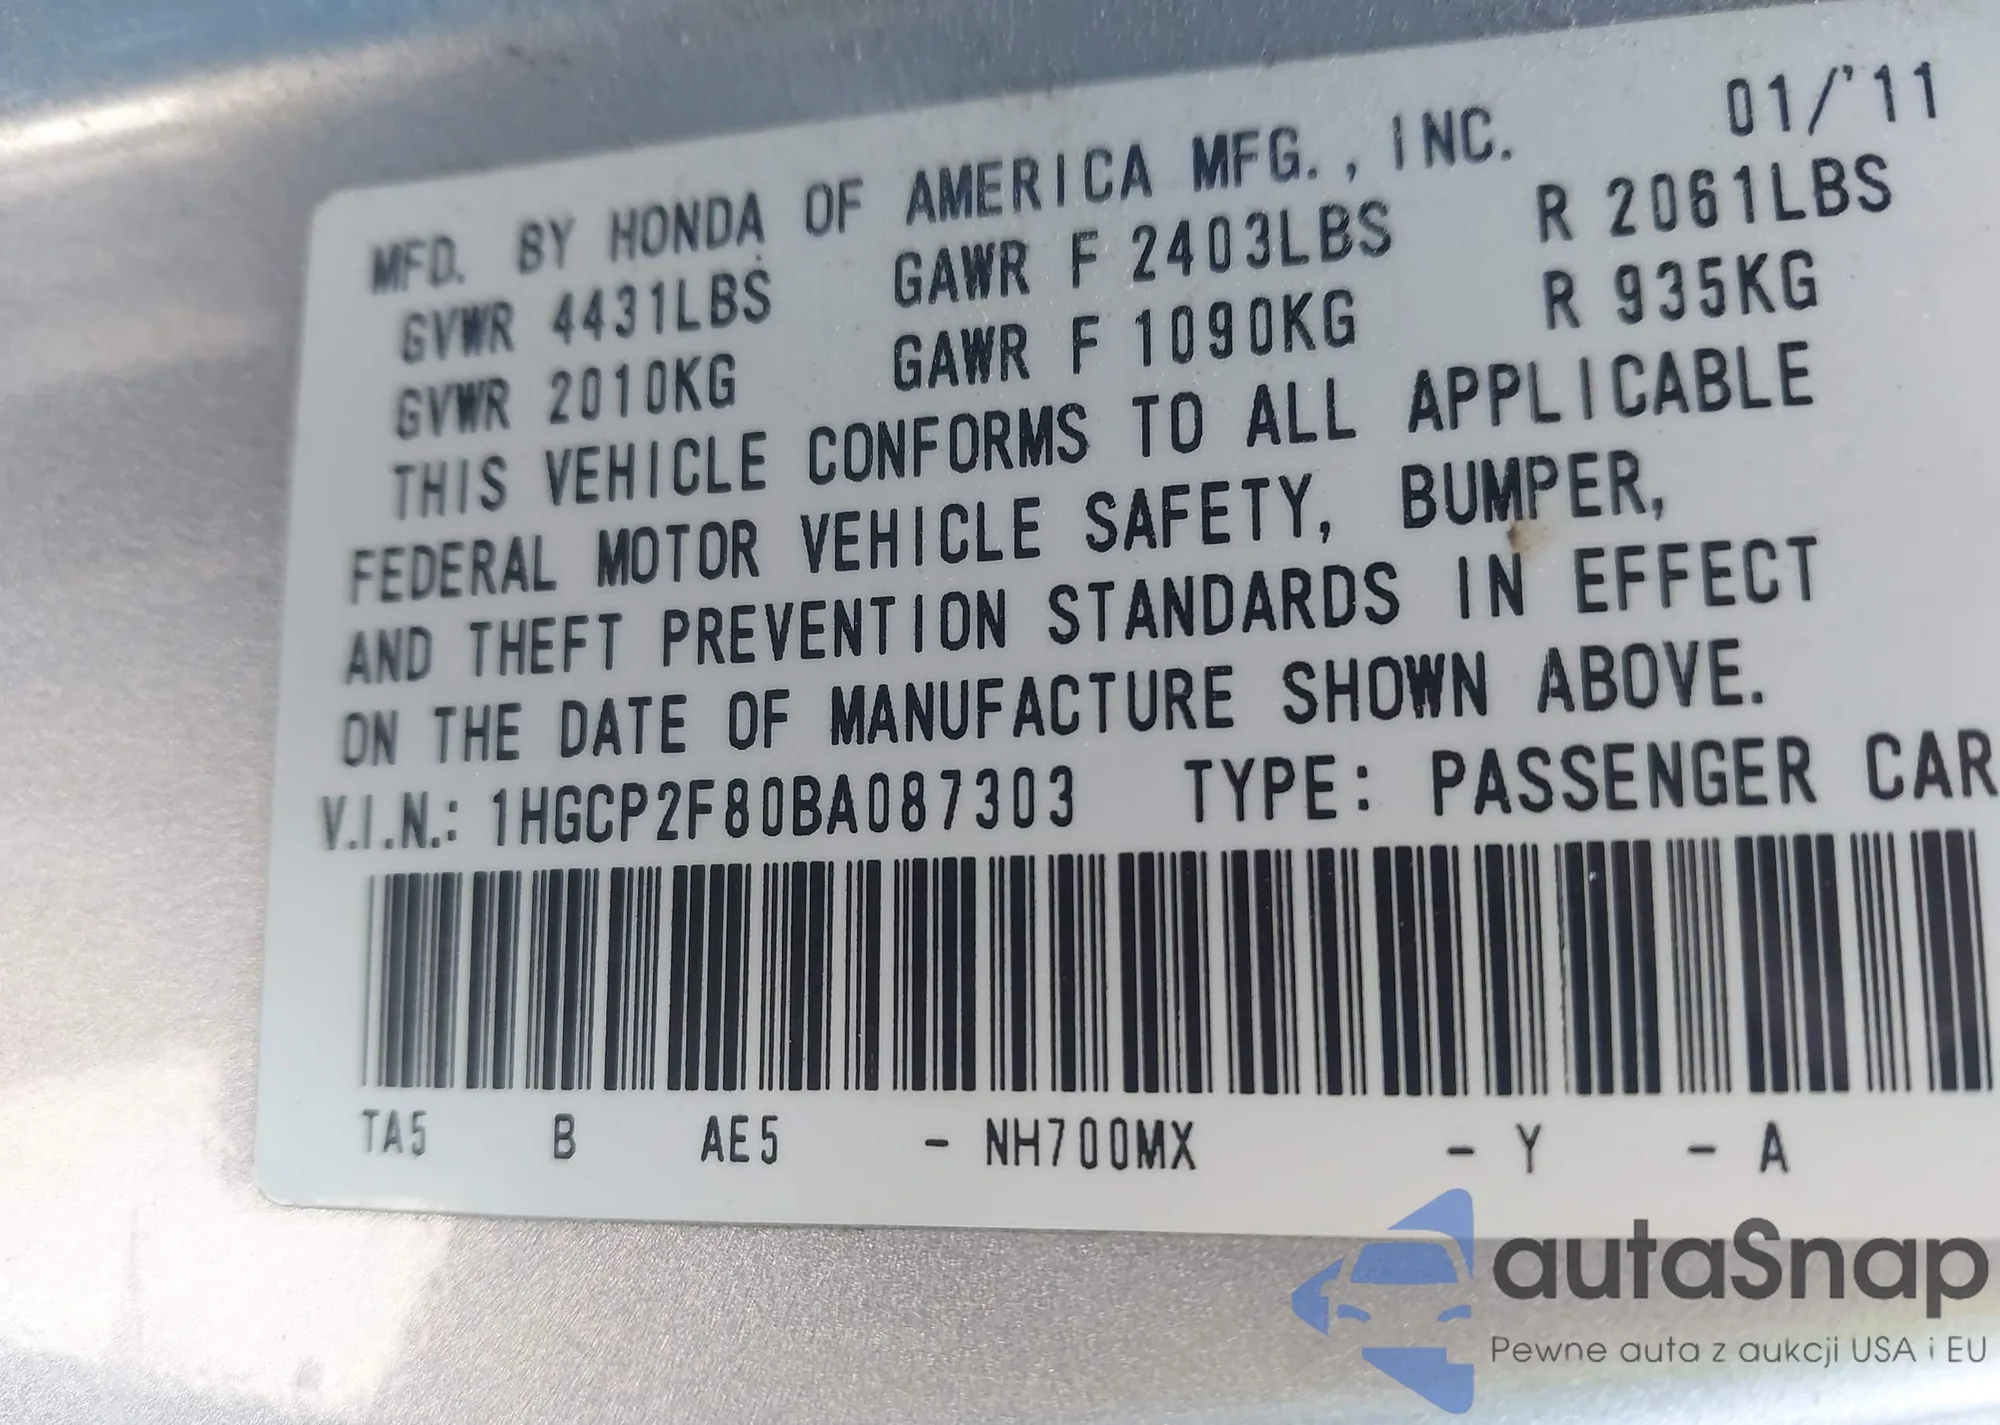 MFD. BY HONDA OF AMERICA MFG., INC. 01/'11
GVWR 4431LBS GAWR F 2403LBS R 2061LBS
GVWR 2010KG GAWR F 1090KG R 935KG
THIS VEHICLE CONFORMS TO ALL APPLICABLE
FEDERAL MOTOR VEHICLE SAFETY, BUMPER,
AND THEFT PREVENTION STANDARDS IN EFFECT
ON THE DATE OF MANUFACTURE SHOWN ABOVE.
V.I.N.: 1HGCP2F80BA087303 TYPE: PASSENGER CAR
TA5 B AE5 - NH700MX - Y - A
autaSnap
Pewne auta z aukcji USA i EU